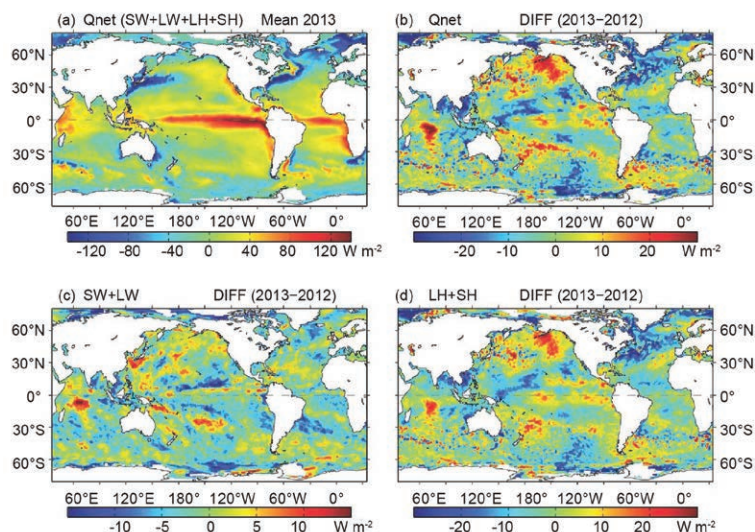 (a) Qnet (SW+LW+LH+SH) Mean 2013
60°N
30°N
0°
30°S
60°S
60°E 120°E 180° 120°W 60°W 0°
-120 -80 -40 0 40 80 120 W m-2
(b) Qnet DIFF (2013–2012)
60°N
30°N
0°
30°S
60°S
60°E 120°E 180° 120°W 60°W 0°
-20 -10 0 10 20 W m-2
(c) SW+LW DIFF (2013–2012)
60°N
30°N
0°
30°S
60°S
60°E 120°E 180° 120°W 60°W 0°
-10 -5 0 5 10 W m-2
(d) LH+SH DIFF (2013–2012)
60°N
30°N
0°
30°S
60°S
60°E 120°E 180° 120°W 60°W 0°
-20 -10 0 10 20 W m-2